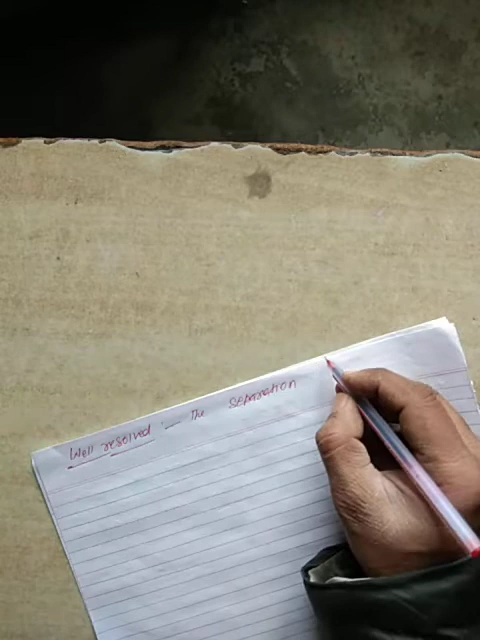 Well resolved :— The separation